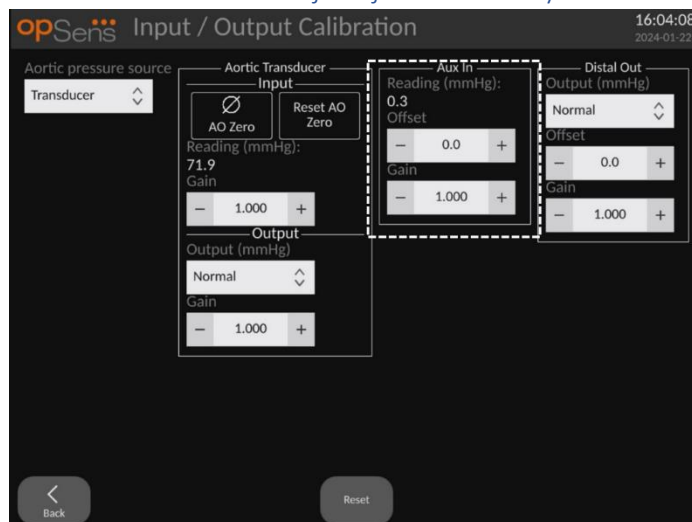 opSens Input / Output Calibration
16:04:08
2024-01-22
Aortic pressure source
Transducer
Aortic Transducer
Input
AO Zero
Reset AO
Zero
Reading (mmHg):
71.9
Gain
− 1.000 +
Output
Output (mmHg)
Normal
Gain
− 1.000 +
Aux In
Reading (mmHg):
0.3
Offset
− 0.0 +
Gain
− 1.000 +
Distal Out
Output (mmHg)
Normal
Offset
− 0.0 +
Gain
− 1.000 +
Back
Reset